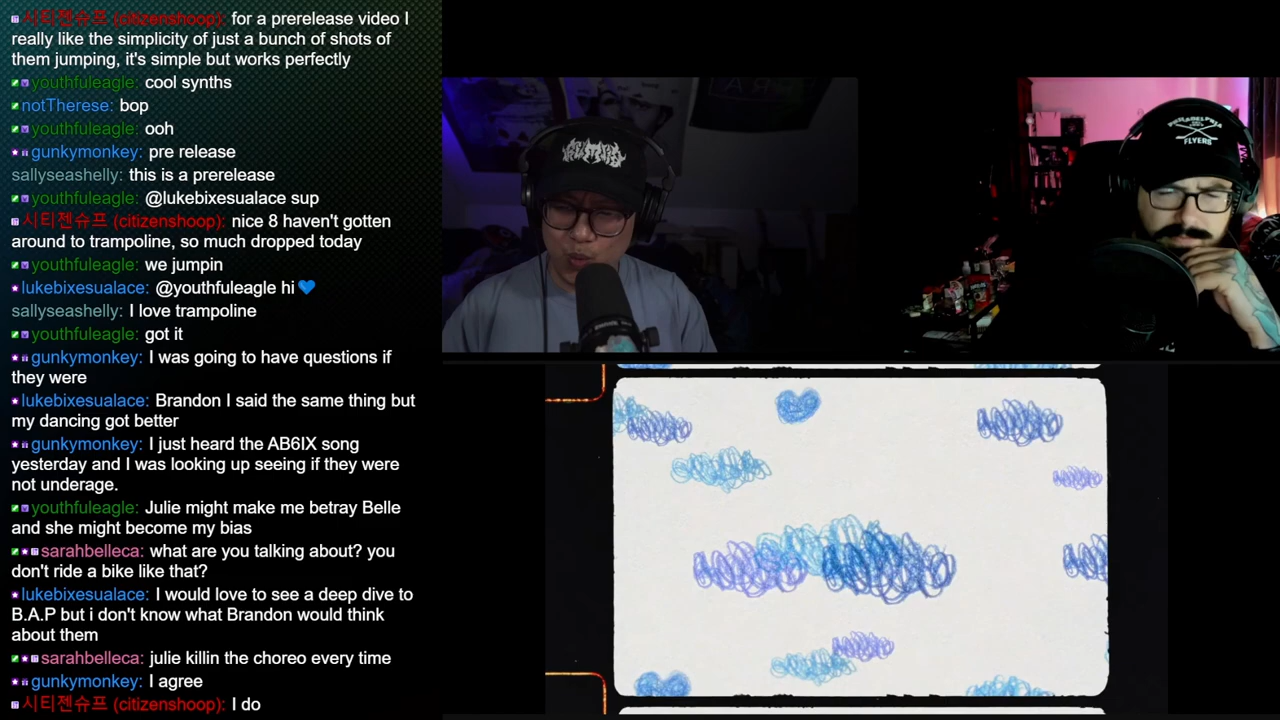 시티젠슈프 (citizenshoop): for a prerelease video I
really like the simplicity of just a bunch of shots of
them jumping, it's simple but works perfectly
youthfuleagle: cool synths
notTherese: bop
youthfuleagle: ooh
gunkymonkey: pre release
sallyseashelly: this is a prerelease
youthfuleagle: @lukebixesualace sup
시티젠슈프 (citizenshoop): nice 8 haven't gotten
around to trampoline, so much dropped today
youthfuleagle: we jumpin
lukebixesualace: @youthfuleagle hi💙
sallyseashelly: I love trampoline
youthfuleagle: got it
gunkymonkey: I was going to have questions if
they were
lukebixesualace: Brandon I said the same thing but
my dancing got better
gunkymonkey: I just heard the AB6IX song
yesterday and I was looking up seeing if they were
not underage.
youthfuleagle: Julie might make me betray Belle
and she might become my bias
sarahbelleca: what are you talking about? you
don't ride a bike like that?
lukebixesualace: I would love to see a deep dive to
B.A.P but i don't know what Brandon would think
about them
sarahbelleca: julie killin the choreo every time
gunkymonkey: I agree
시티젠슈프 (citizenshoop): I do
PHILADELPHIA
FLYERS